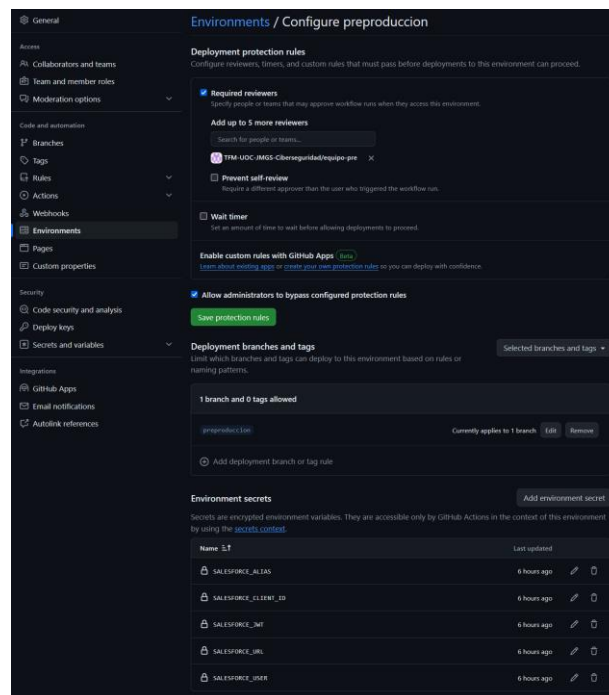 General
Access
Collaborators and teams
Team and member roles
Moderation options
Code and automation
Branches
Tags
Rules
Actions
Webhooks
Environments
Pages
Custom properties
Security
Code security and analysis
Deploy keys
Secrets and variables
Integrations
GitHub Apps
Email notifications
Autolink references
Environments / Configure preproduccion
Deployment protection rules
Configure reviewers, timers, and custom rules that must pass before deployments to this environment can proceed.
Required reviewers
Specify people or teams that may approve workflow runs when they access this environment.
Add up to 5 more reviewers
Search for people or teams...
TFM-UOC-JMGS-Ciberseguridad/equipo-pre
Prevent self-review
Require a different approver than the user who triggered the workflow run.
Wait timer
Set an amount of time to wait before allowing deployments to proceed.
Enable custom rules with GitHub Apps Beta
Learn about existing apps or create your own protection rules so you can deploy with confidence.
Allow administrators to bypass configured protection rules
Save protection rules
Deployment branches and tags
Selected branches and tags
Limit which branches and tags can deploy to this environment based on rules or
naming patterns.
1 branch and 0 tags allowed
preproduccion Currently applies to 1 branch Edit Remove
Add deployment branch or tag rule
Environment secrets
Add environment secret
Secrets are encrypted environment variables. They are accessible only by GitHub Actions in the context of this environment
by using the secrets context.
Name Last updated
SALESFORCE_ALIAS 6 hours ago
SALESFORCE_CLIENT_ID 6 hours ago
SALESFORCE_JWT 6 hours ago
SALESFORCE_URL 6 hours ago
SALESFORCE_USER 6 hours ago